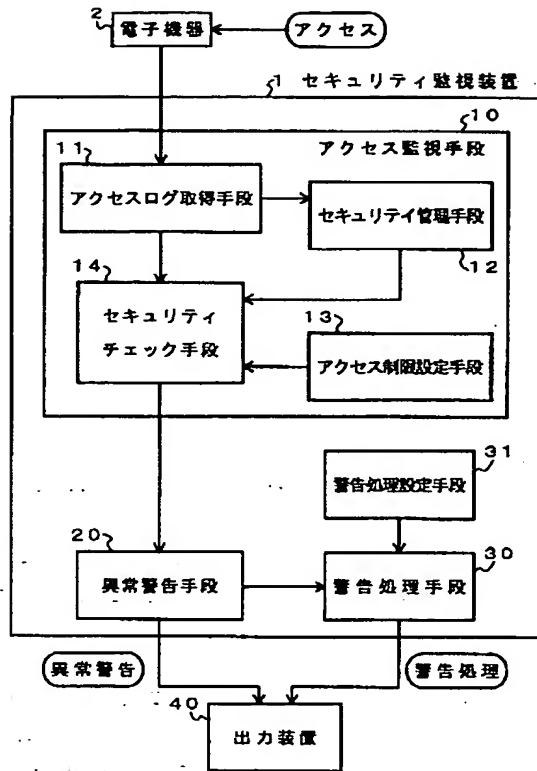 2 電子機器
アクセス
1 セキュリティ監視装置
10
アクセス監視手段
11
アクセスログ取得手段
セキュリテイ管理手段
12
14
セキュリティ
チェック手段
13
アクセス制限設定手段
31
警告処理設定手段
20
異常警告手段
30
警告処理手段
異常警告
警告処理
40
出力装置